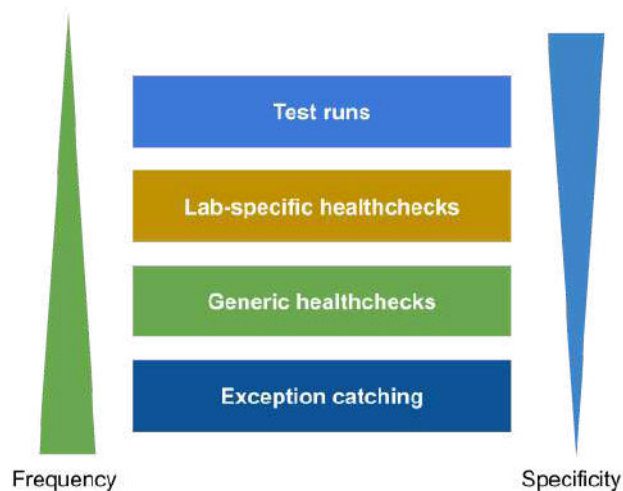 Test runs
Lab-specific healthchecks
Generic healthchecks
Exception catching
Frequency
Specificity